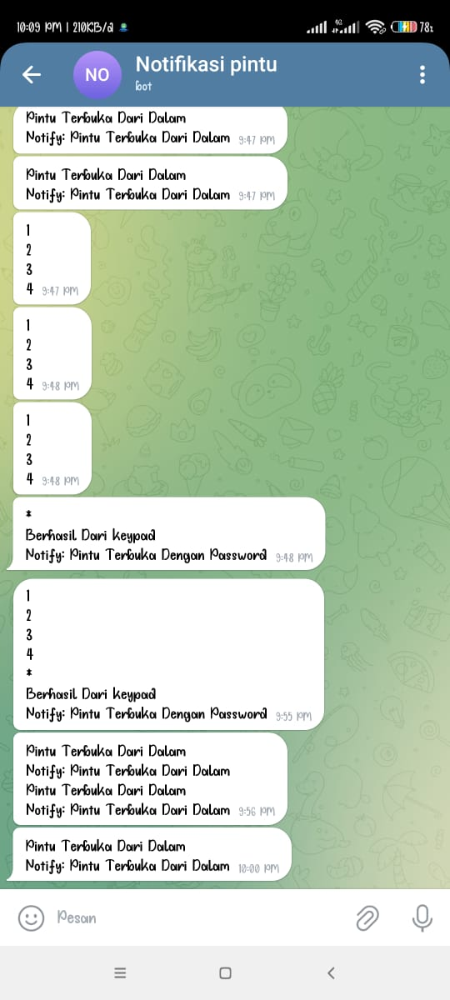 10:09 PM | 210KB/d
4G
78%
NO
Notifikasi pintu
bot
Pintu Terbuka Dari Dalam
Notify: Pintu Terbuka Dari Dalam 9:47 PM
Pintu Terbuka Dari Dalam
Notify: Pintu Terbuka Dari Dalam 9:47 PM
1
2
3
4 9:47 PM
1
2
3
4 9:48 PM
1
2
3
4 9:48 PM
*
Berhasil Dari keypad
Notify: Pintu Terbuka Dengan Password 9:48 PM
1
2
3
4
*
Berhasil Dari keypad
Notify: Pintu Terbuka Dengan Password 9:55 PM
Pintu Terbuka Dari Dalam
Notify: Pintu Terbuka Dari Dalam
Pintu Terbuka Dari Dalam
Notify: Pintu Terbuka Dari Dalam 9:56 PM
Pintu Terbuka Dari Dalam
Notify: Pintu Terbuka Dari Dalam 10:00 PM
Pesan